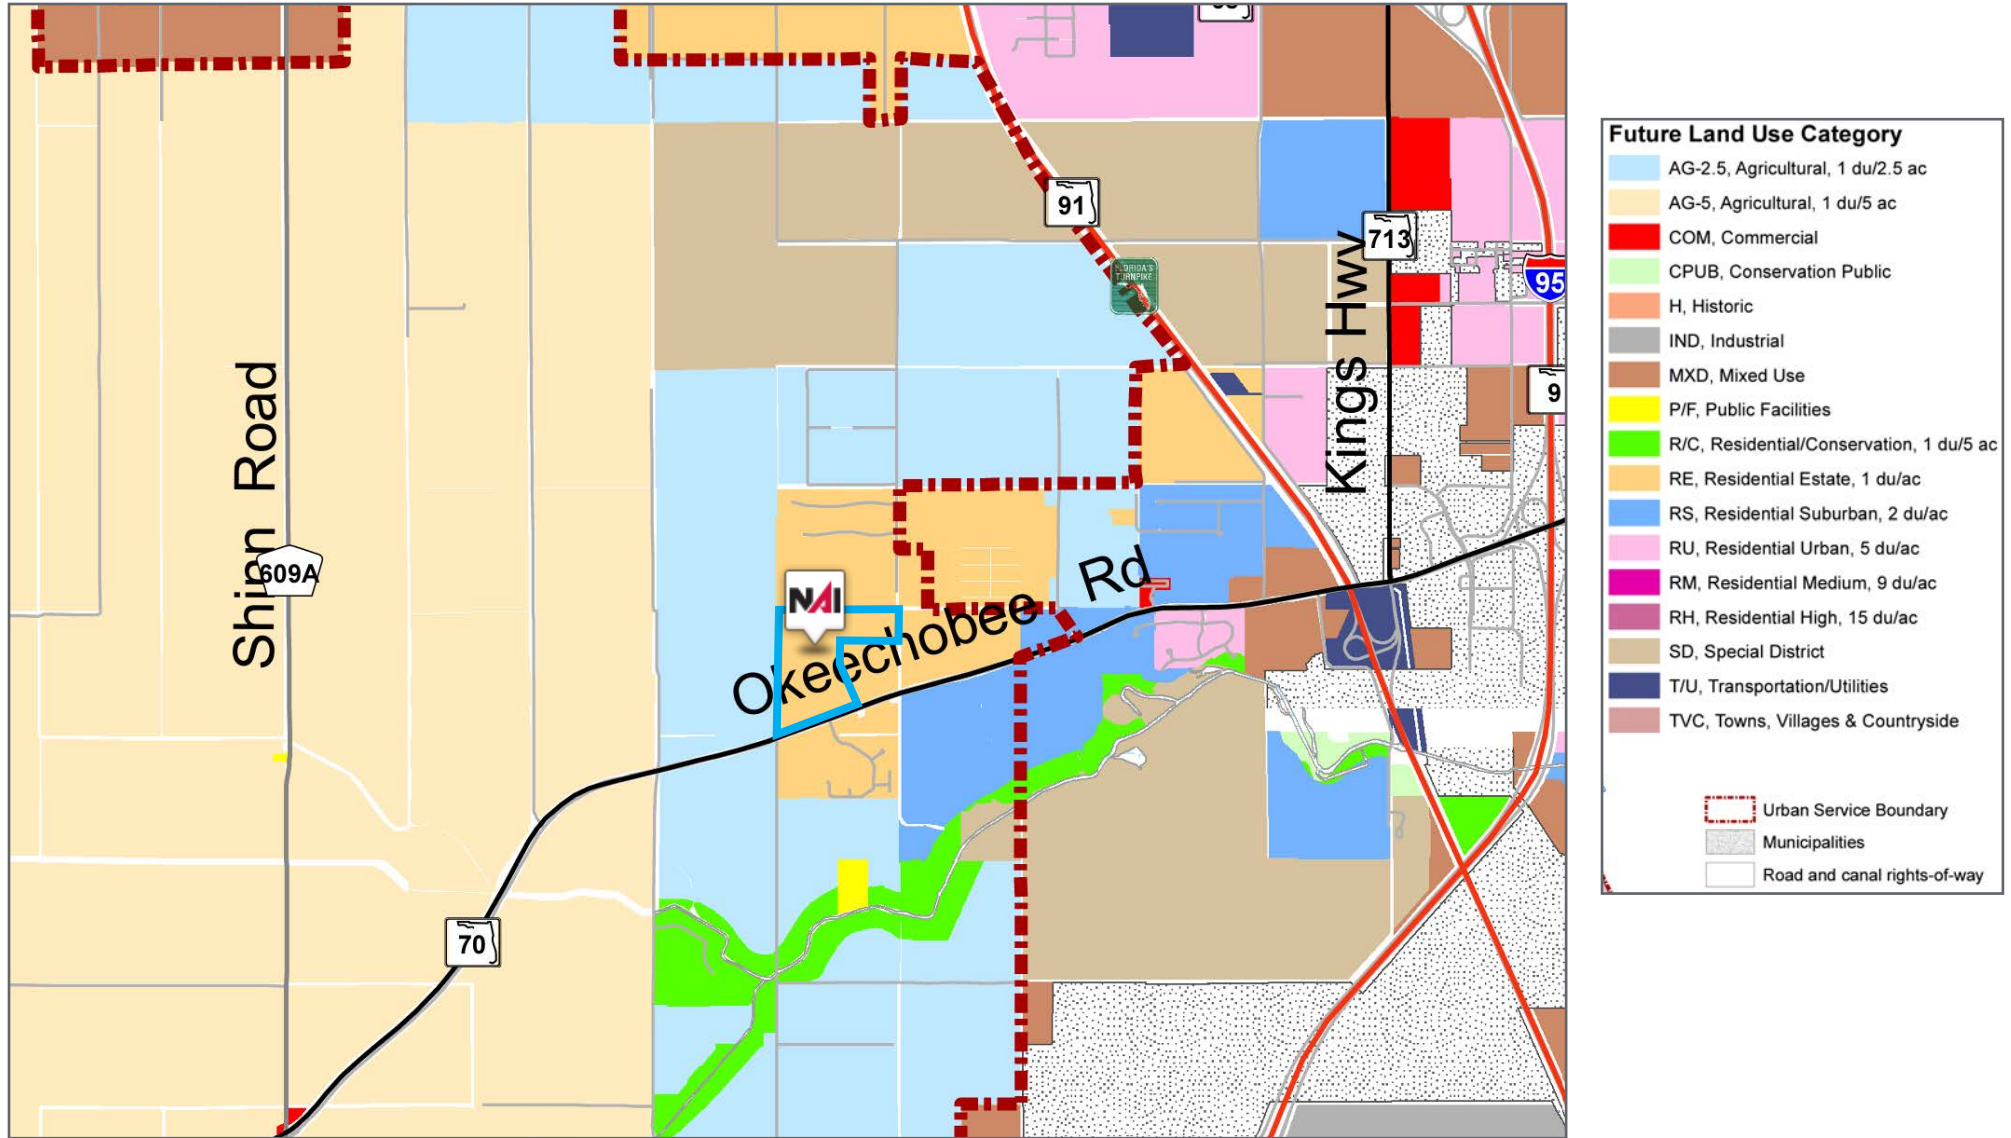 91
FLORIDA'S
TURNPIKE
713
95
Kings Hwy
9
Shinn Road
609A
NAI
Okeechobee Rd
70
Future Land Use Category
AG-2.5, Agricultural, 1 du/2.5 ac
AG-5, Agricultural, 1 du/5 ac
COM, Commercial
CPUB, Conservation Public
H, Historic
IND, Industrial
MXD, Mixed Use
P/F, Public Facilities
R/C, Residential/Conservation, 1 du/5 ac
RE, Residential Estate, 1 du/ac
RS, Residential Suburban, 2 du/ac
RU, Residential Urban, 5 du/ac
RM, Residential Medium, 9 du/ac
RH, Residential High, 15 du/ac
SD, Special District
T/U, Transportation/Utilities
TVC, Towns, Villages & Countryside
Urban Service Boundary
Municipalities
Road and canal rights-of-way